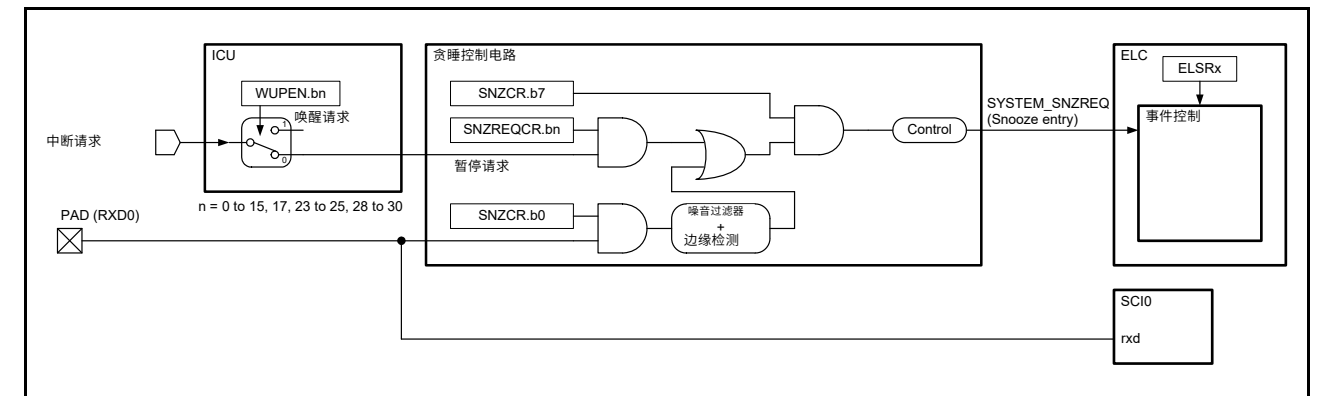 ICU
WUPEN.bn
1
唤醒请求
0
中断请求
n = 0 to 15, 17, 23 to 25, 28 to 30
PAD (RXD0)
贪睡控制电路
SNZCR.b7
SNZREQCR.bn
暂停请求
SNZCR.b0
噪音过滤器
+
边缘检测
Control
SYSTEM_SNZREQ
(Snooze entry)
ELC
ELSRx
事件控制
SCI0
rxd